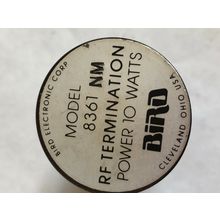 BIRD ELECTRONIC CORP
MODEL
8361 NM
RF TERMINATION
POWER 10 WATTS
BIRD
CLEVELAND OHIO USA